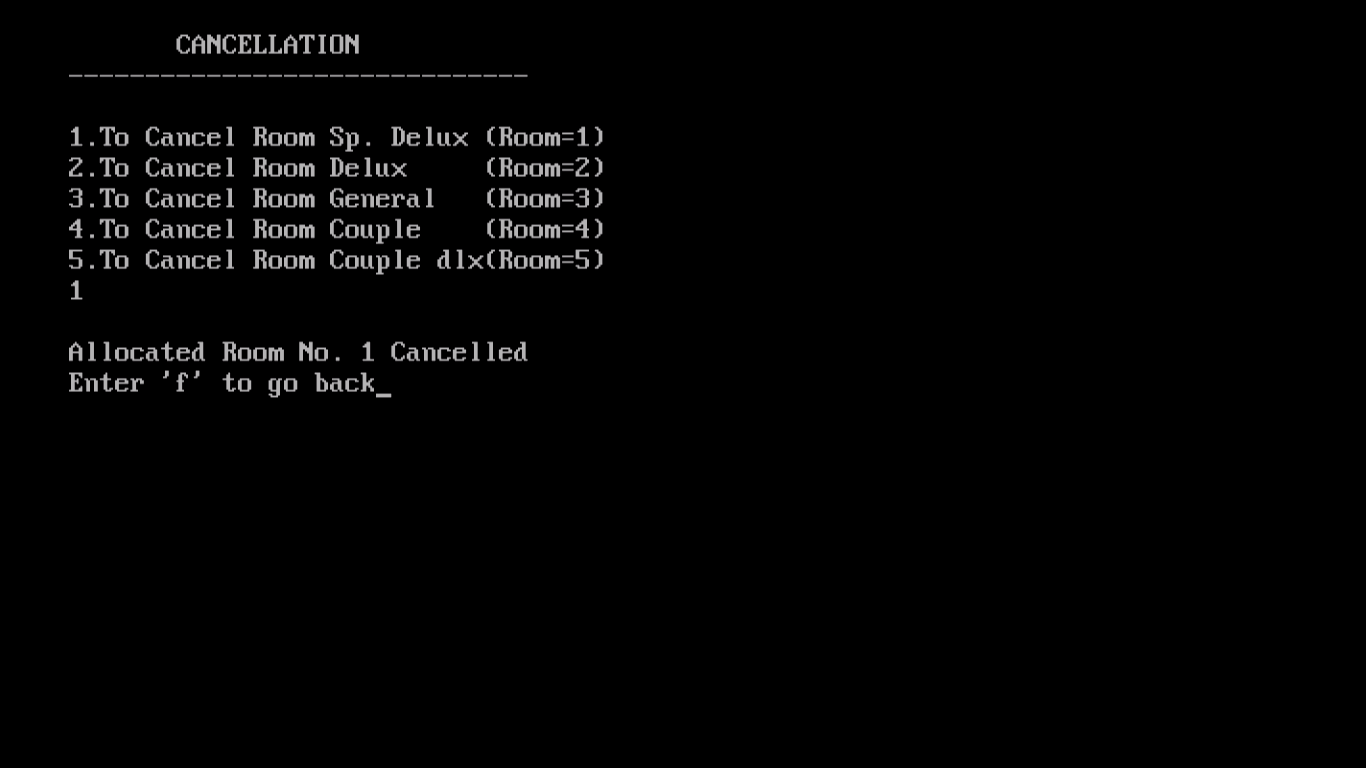 CANCELLATION
------------------------------
1.To Cancel Room Sp. Delux (Room=1)
2.To Cancel Room Delux     (Room=2)
3.To Cancel Room General   (Room=3)
4.To Cancel Room Couple    (Room=4)
5.To Cancel Room Couple dlx(Room=5)
1
Allocated Room No. 1 Cancelled
Enter 'f' to go back_